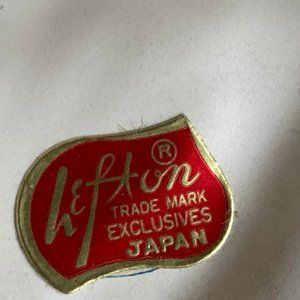 Lefton ®
TRADE MARK
EXCLUSIVES
JAPAN